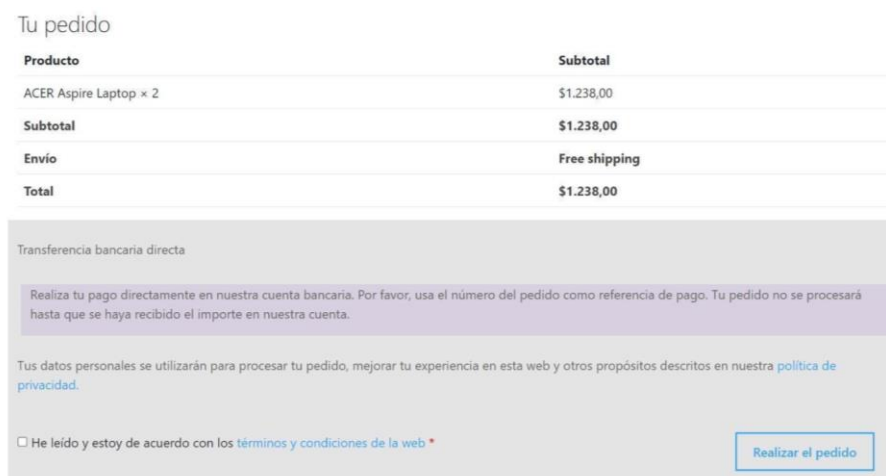 Tu pedido
Producto Subtotal
ACER Aspire Laptop × 2 $1.238,00
Subtotal $1.238,00
Envío Free shipping
Total $1.238,00
Transferencia bancaria directa
Realiza tu pago directamente en nuestra cuenta bancaria. Por favor, usa el número del pedido como referencia de pago. Tu pedido no se procesará
hasta que se haya recibido el importe en nuestra cuenta.
Tus datos personales se utilizarán para procesar tu pedido, mejorar tu experiencia en esta web y otros propósitos descritos en nuestra política de
privacidad.
He leído y estoy de acuerdo con los términos y condiciones de la web *
Realizar el pedido